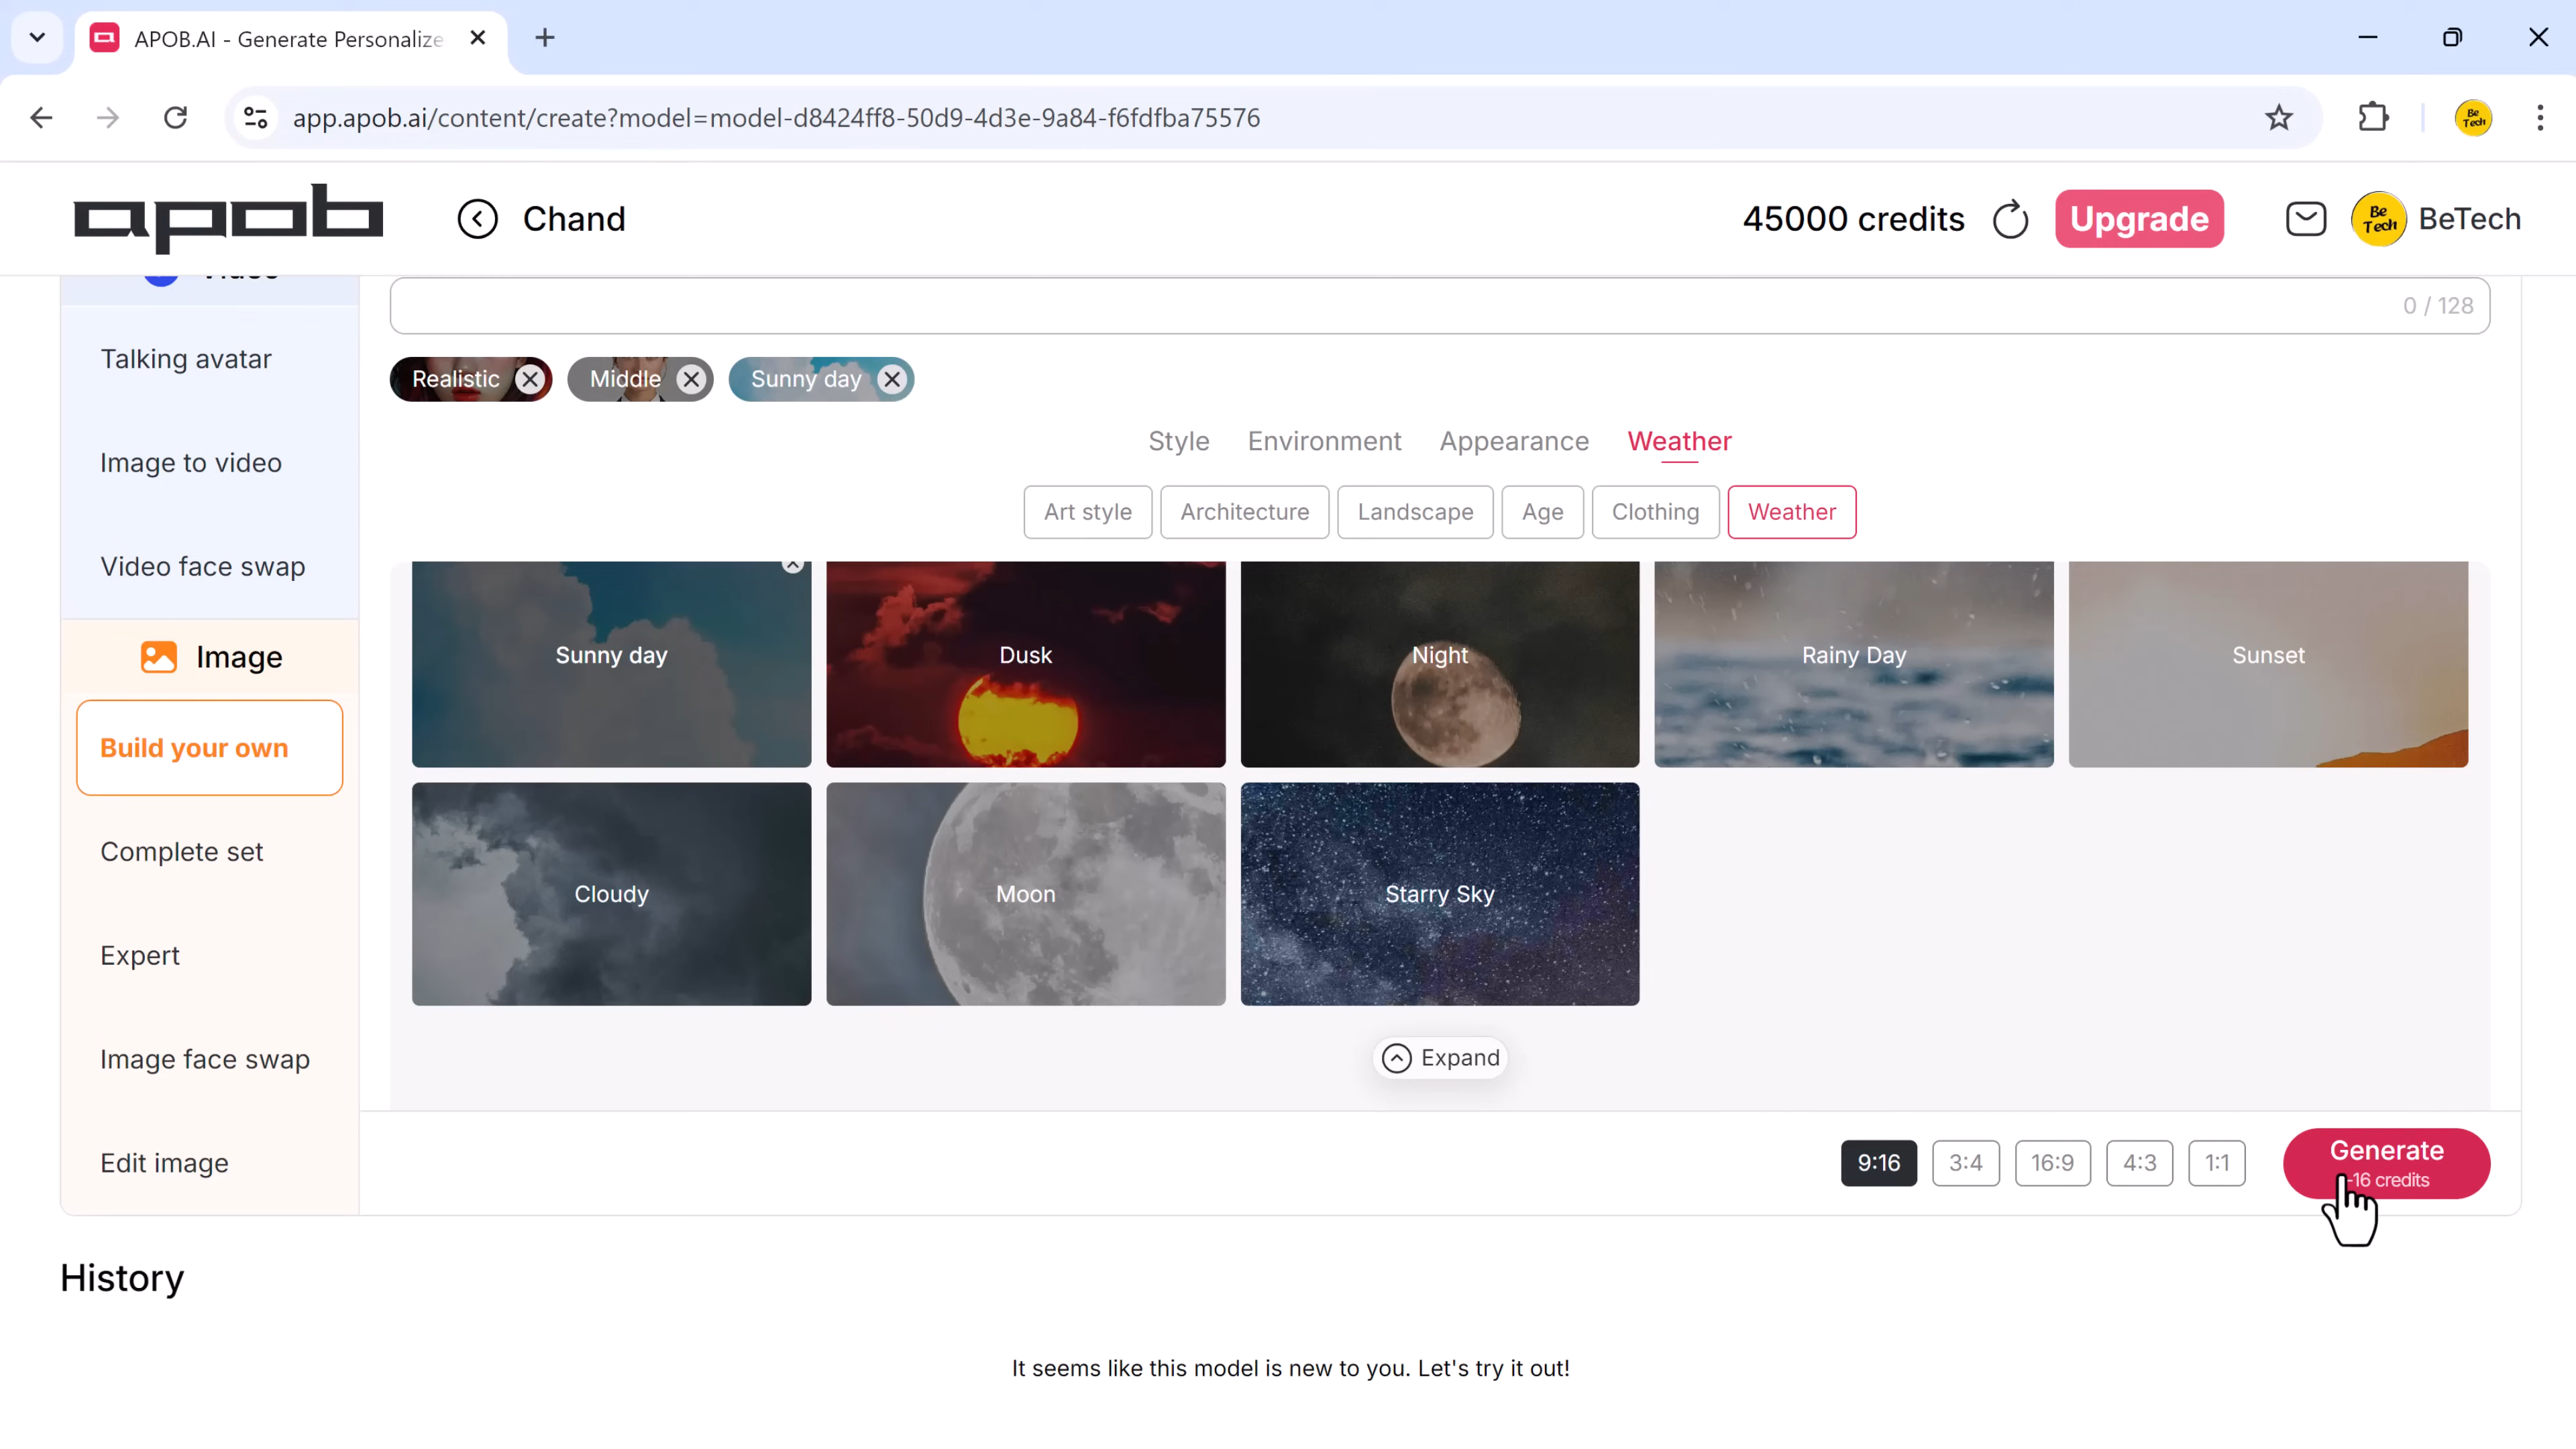 APOB.AI - Generate Personalize
app.apob.ai/content/create?model=model-d8424ff8-50d9-4d3e-9a84-f6fdfba75576
Be Tech
apob
Chand
45000 credits
Upgrade
Be Tech
BeTech
Video
0 / 128
Talking avatar
Image to video
Video face swap
Image
Build your own
Complete set
Expert
Image face swap
Edit image
Realistic
Middle
Sunny day
Style
Environment
Appearance
Weather
Art style
Architecture
Landscape
Age
Clothing
Weather
Sunny day
Dusk
Night
Rainy Day
Sunset
Cloudy
Moon
Starry Sky
Expand
9:16
3:4
16:9
4:3
1:1
Generate
-16 credits
History
It seems like this model is new to you. Let's try it out!